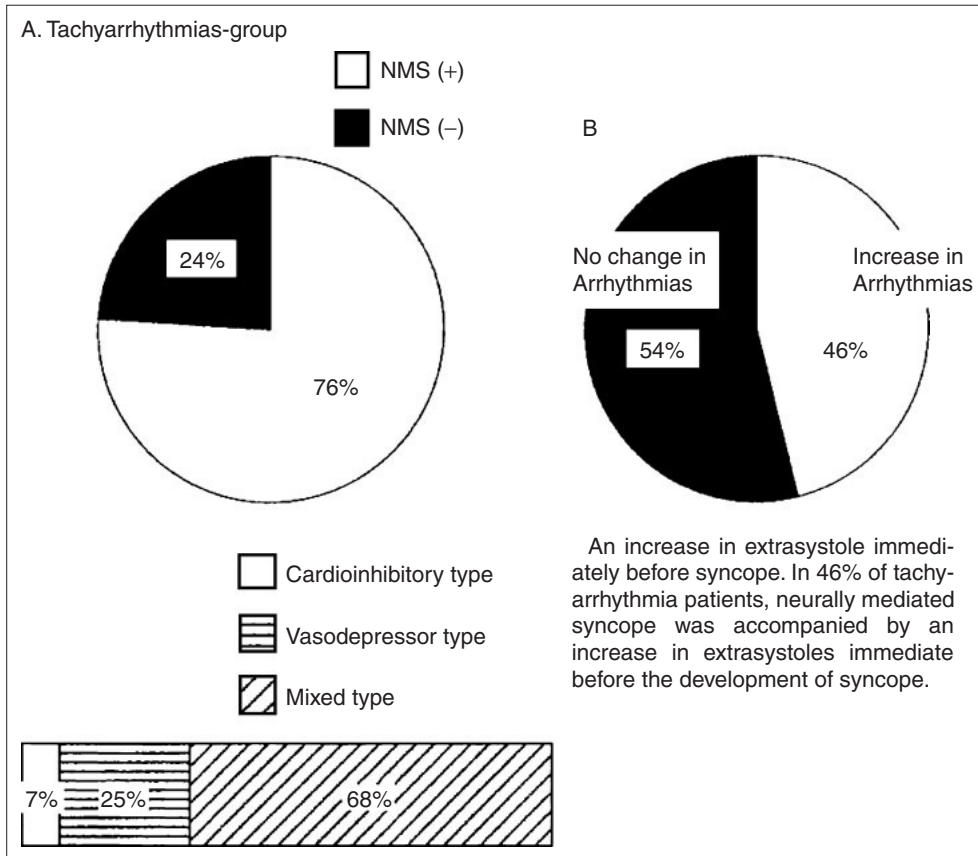 A. Tachyarrhythmias-group
NMS (+)
NMS (−)
24%
76%
B
No change in
Arrhythmias
54%
Increase in
Arrhythmias
46%
Cardioinhibitory type
Vasodepressor type
Mixed type
7%
25%
68%
An increase in extrasystole immedi-
ately before syncope. In 46% of tachy-
arrhythmia patients, neurally mediated
syncope was accompanied by an
increase in extrasystoles immediate
before the development of syncope.